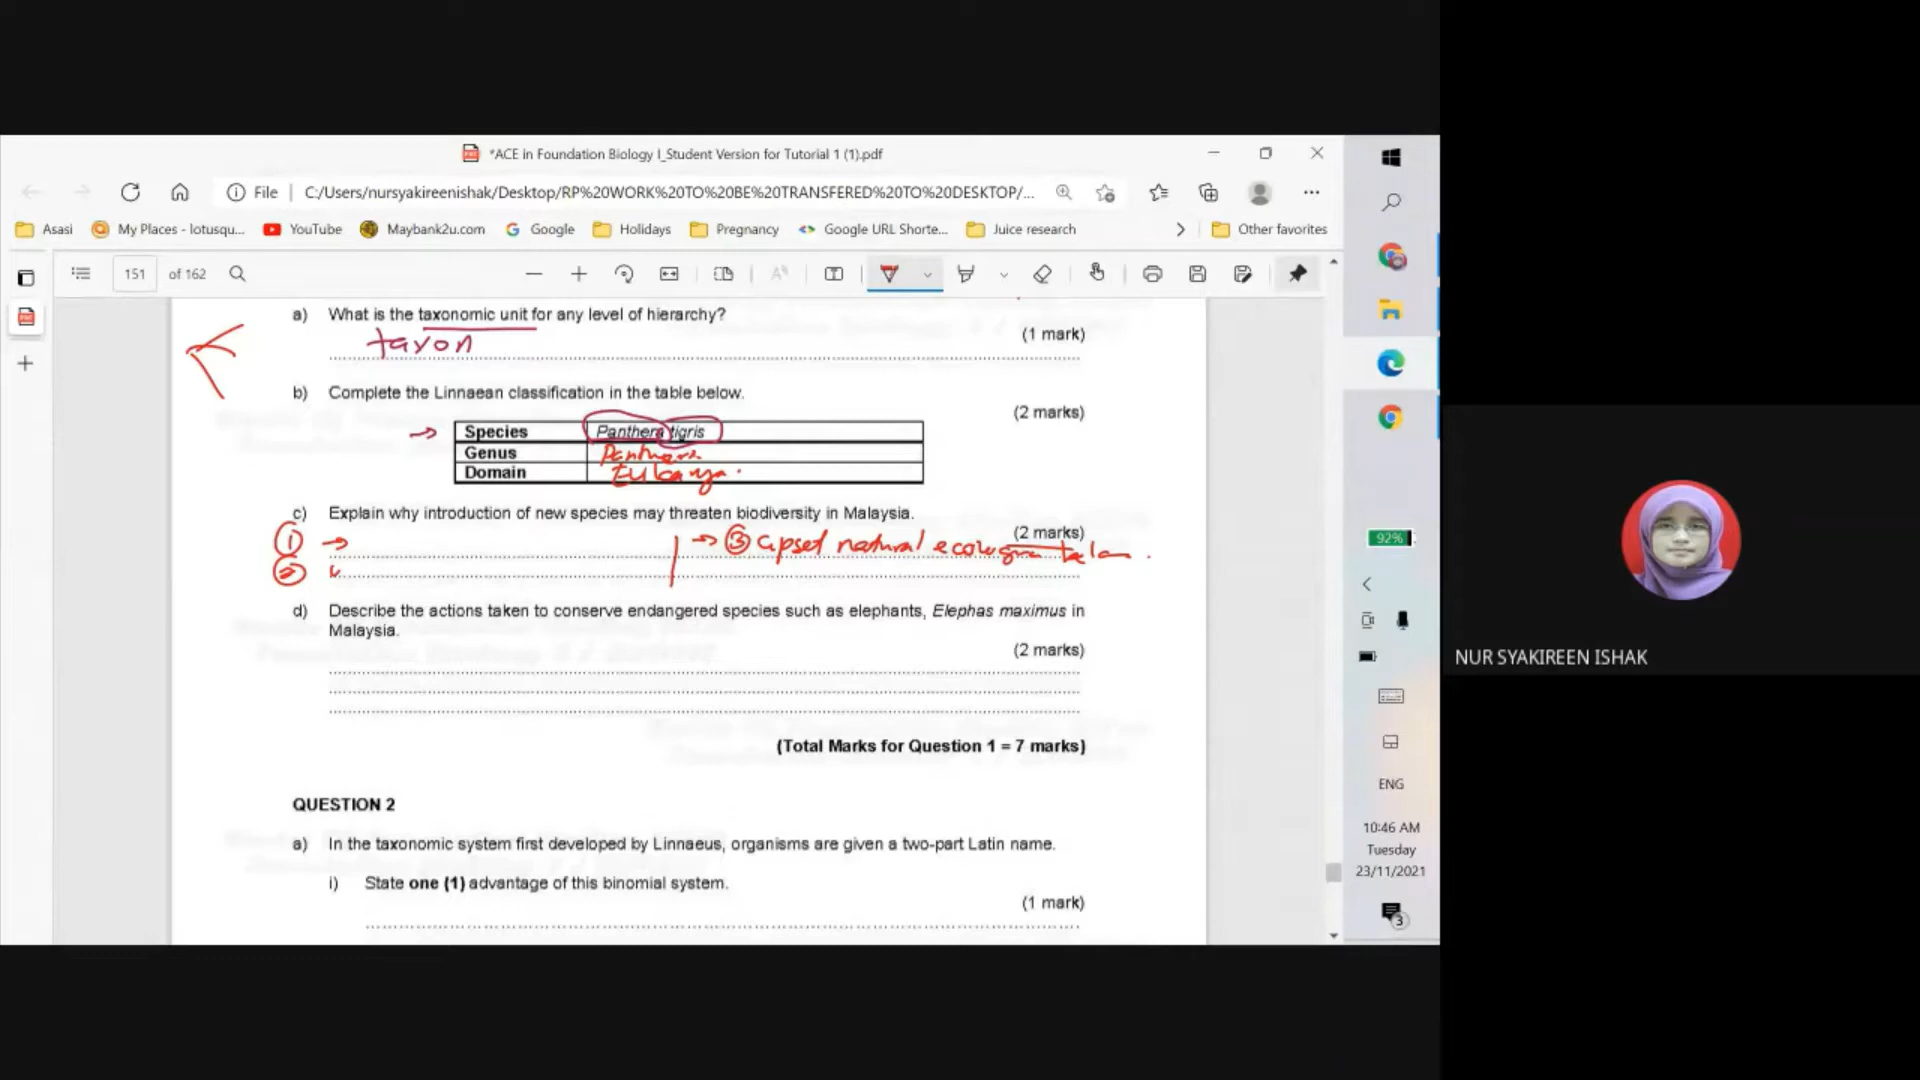 *ACE in Foundation Biology I_Student Version for Tutorial 1 (1).pdf
File
C:/Users/nursyakireenishak/Desktop/RP%20WORK%20TO%20BE%20TRANSFERED%20TO%20DESKTOP/...
Asasi
My Places - lotusqu...
YouTube
Maybank2u.com
Google
Holidays
Pregnancy
Google URL Shorte...
Juice research
Other favorites
151 of 162
a) What is the taxonomic unit for any level of hierarchy?
(1 mark)
taxon
b) Complete the Linnaean classification in the table below.
(2 marks)
Species Panthera tigris
Genus Panthera
Domain Eukarya.
c) Explain why introduction of new species may threaten biodiversity in Malaysia.
(2 marks)
① → → ③ upset natural
②
d) Describe the actions taken to conserve endangered species such as elephants, Elephas maximus in
Malaysia.
(2 marks)
(Total Marks for Question 1 = 7 marks)
QUESTION 2
a) In the taxonomic system first developed by Linnaeus, organisms are given a two-part Latin name.
i) State one (1) advantage of this binomial system.
(1 mark)
92%
ENG
10:46 AM
Tuesday
23/11/2021
3
NUR SYAKIREEN ISHAK